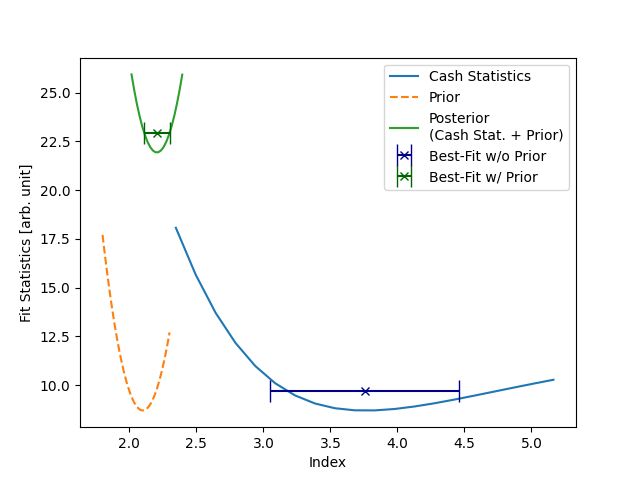 25.0
22.5
20.0
17.5
15.0
12.5
10.0
Fit Statistics [arb. unit]
Cash Statistics
Prior
Posterior
(Cash Stat. + Prior)
Best-Fit w/o Prior
Best-Fit w/ Prior
2.0 2.5 3.0 3.5 4.0 4.5 5.0
Index